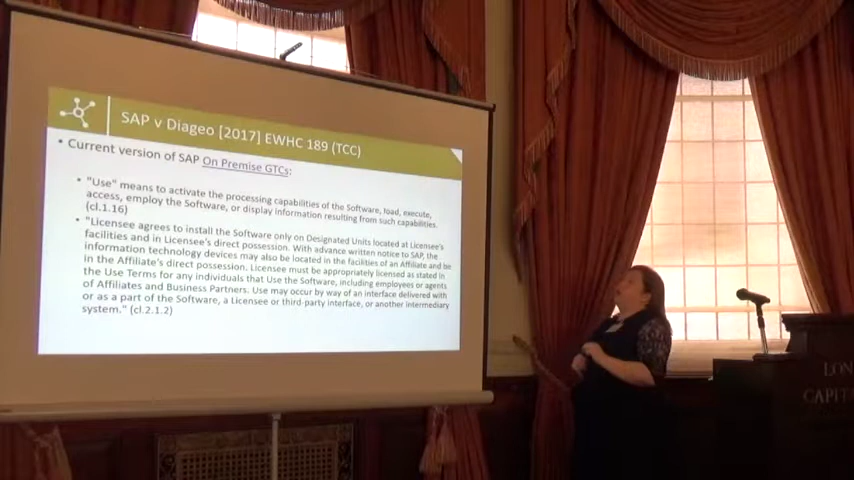 SAP v Diageo [2017] EWHC 189 (TCC)
• Current version of SAP On Premise GTCs:
• "Use" means to activate the processing capabilities of the Software, load, execute,
access, employ the Software, or display information resulting from such capabilities.
(cl.1.16)
• "Licensee agrees to install the Software only on Designated Units located at Licensee's
facilities and in Licensee's direct possession. With advance written notice to SAP, the
information technology devices may also be located in the facilities of an Affiliate and be
in the Affiliate's direct possession. Licensee must be appropriately licensed as stated in
the Use Terms for any individuals that Use the Software, including employees or agents
of Affiliates and Business Partners. Use may occur by way of an interface delivered with
or as a part of the Software, a Licensee or third-party interface, or another intermediary
system." (cl.2.1.2)
LON
CAPIT